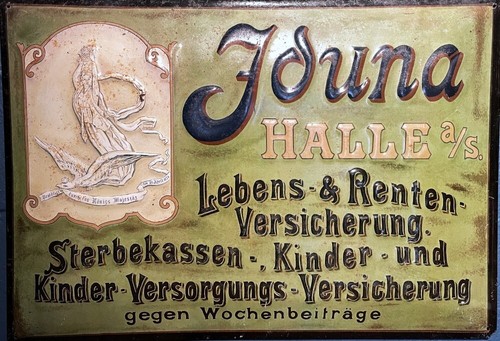 Iduna
HALLE a/s.
Lebens-& Renten-
Versicherung.
Sterbekassen-, Kinder- und
Kinder-Versorgungs-Versicherung
gegen Wochenbeiträge